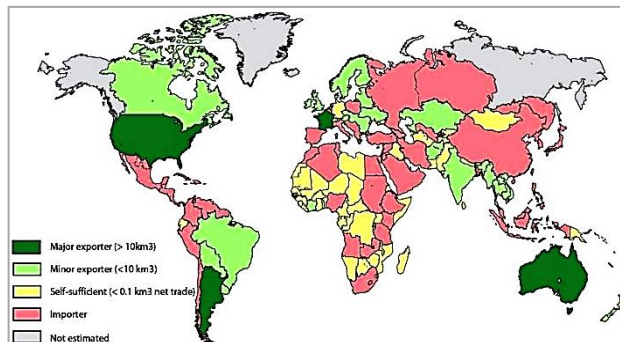 Major exporter (> 10km3)
Minor exporter (<10 km3)
Self-sufficient (< 0.1 km3 net trade)
Importer
Not estimated